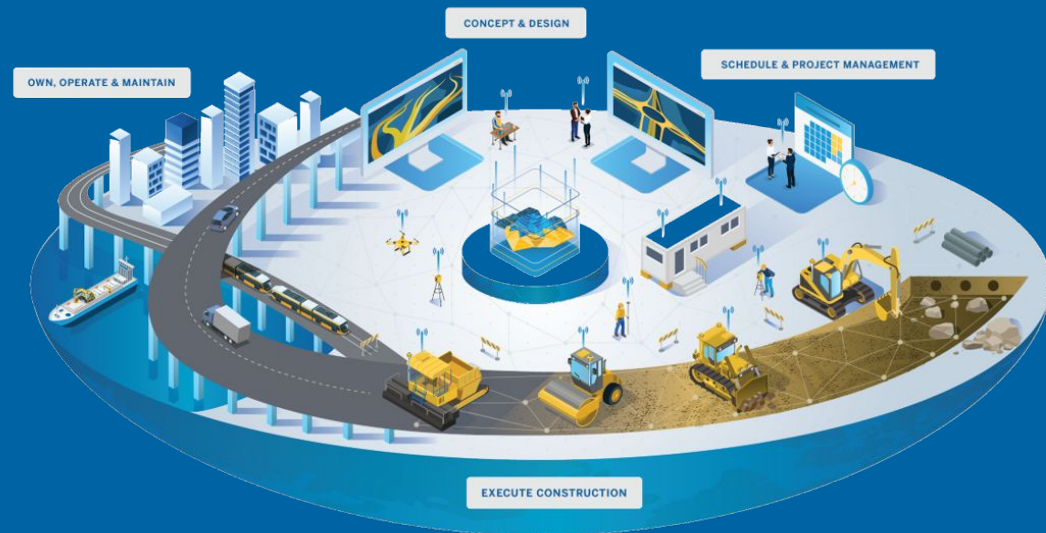 CONCEPT & DESIGN
OWN, OPERATE & MAINTAIN
SCHEDULE & PROJECT MANAGEMENT
EXECUTE CONSTRUCTION